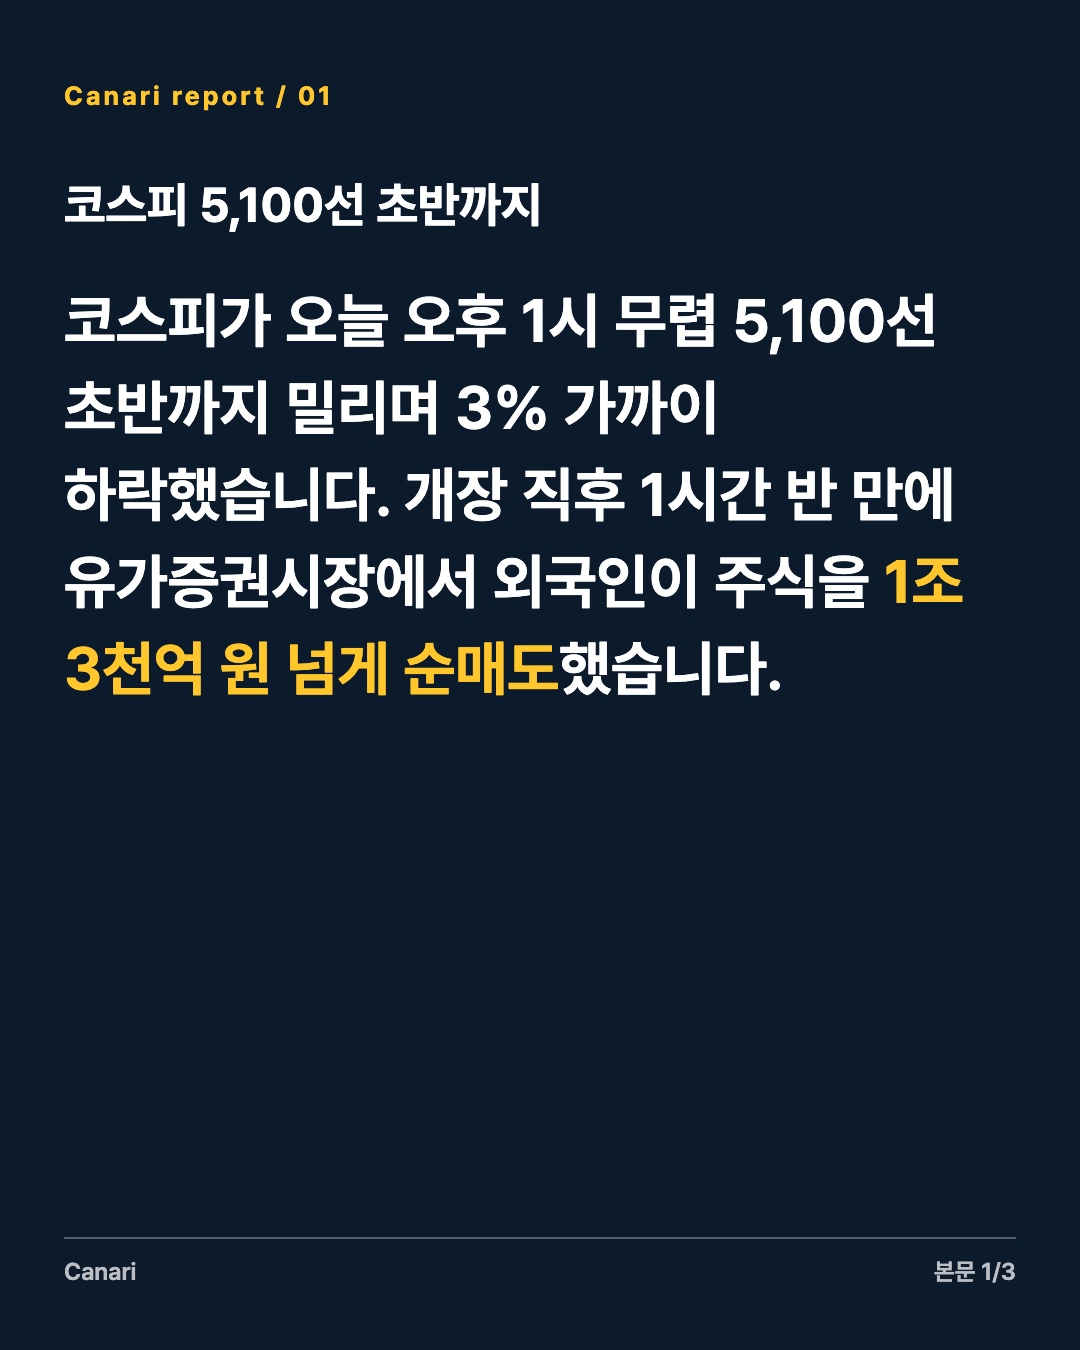 Canari report / 01
코스피 5,100선 초반까지
코스피가 오늘 오후 1시 무렵 5,100선
초반까지 밀리며 3% 가까이
하락했습니다. 개장 직후 1시간 반 만에
유가증권시장에서 외국인이 주식을 1조
3천억 원 넘게 순매도했습니다.
Canari
본문 1/3